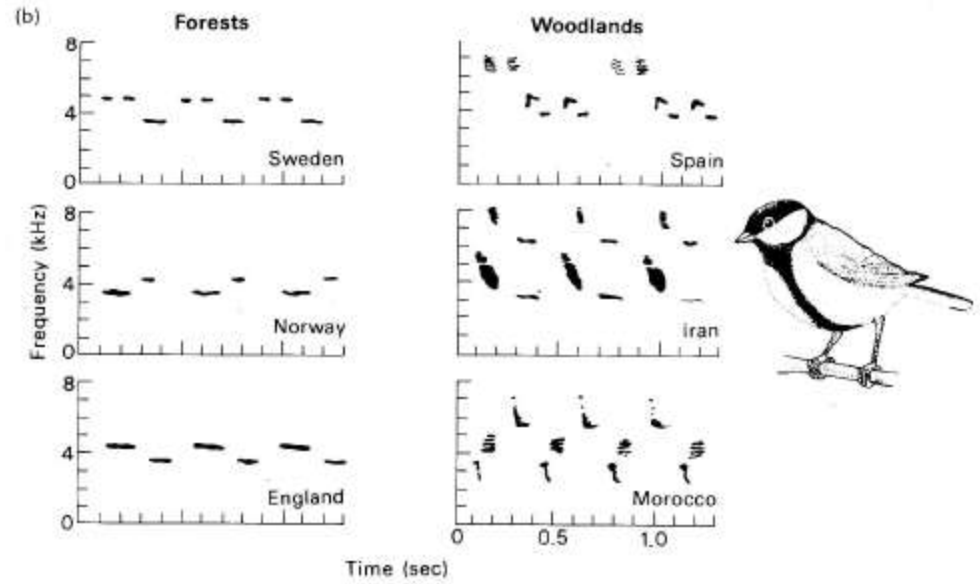 (b)
Forests
Woodlands
8
4
0
Sweden
Spain
8
4
0
Norway
iran
8
4
0
England
Morocco
Frequency (kHz)
0
0.5
1.0
Time (sec)